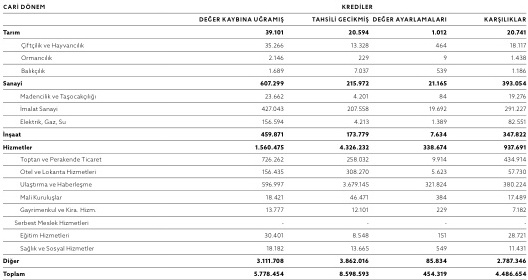 CARİ DÖNEM KREDİLER
DEĞER KAYBINA UĞRAMIŞ TAHSİLİ GECİKMİŞ DEĞER AYARLAMALARI KARŞILIKLAR
Tarım 39.101 20.594 1.012 20.741
Çiftçilik ve Hayvancılık 35.266 13.328 464 18.117
Ormancılık 2.146 229 9 1.438
Balıkçılık 1.689 7.037 539 1.186
Sanayi 607.299 215.972 21.165 393.054
Madencilik ve Taşocakçılığı 23.662 4.201 84 19.276
İmalat Sanayi 427.043 207.558 19.692 291.227
Elektrik, Gaz, Su 156.594 4.213 1.389 82.551
İnşaat 459.871 173.779 7.634 347.822
Hizmetler 1.560.475 4.326.232 338.674 937.691
Toptan ve Perakende Ticaret 726.262 258.032 9.914 434.914
Otel ve Lokanta Hizmetleri 156.435 308.270 5.623 57.730
Ulaştırma ve Haberleşme 596.997 3.679.145 321.824 380.224
Mali Kuruluşlar 18.421 46.471 384 17.489
Gayrimenkul ve Kira. Hizm. 13.777 12.101 229 7.182
Serbest Meslek Hizmetleri - - - -
Eğitim Hizmetleri 30.401 8.548 151 28.721
Sağlık ve Sosyal Hizmetler 18.182 13.665 549 11.431
Diğer 3.111.708 3.862.016 85.834 2.787.346
Toplam 5.778.454 8.598.593 454.319 4.486.654